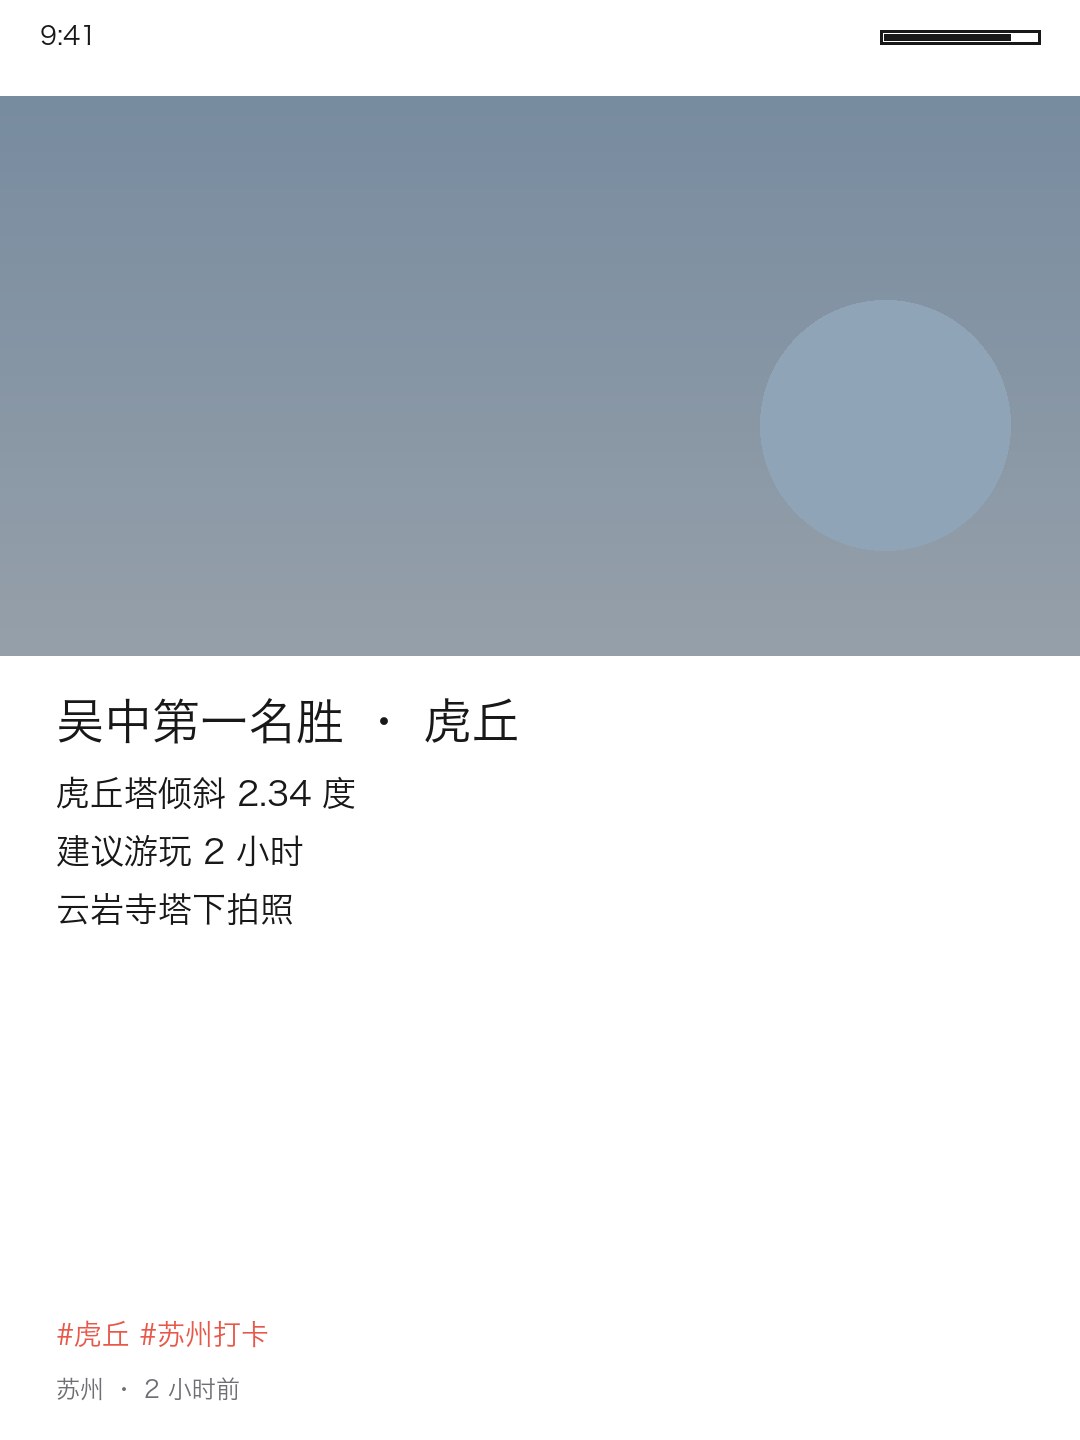 9:41
吴中第一名胜 · 虎丘
虎丘塔倾斜 2.34 度
建议游玩 2 小时
云岩寺塔下拍照
#虎丘 #苏州打卡
苏州 · 2 小时前